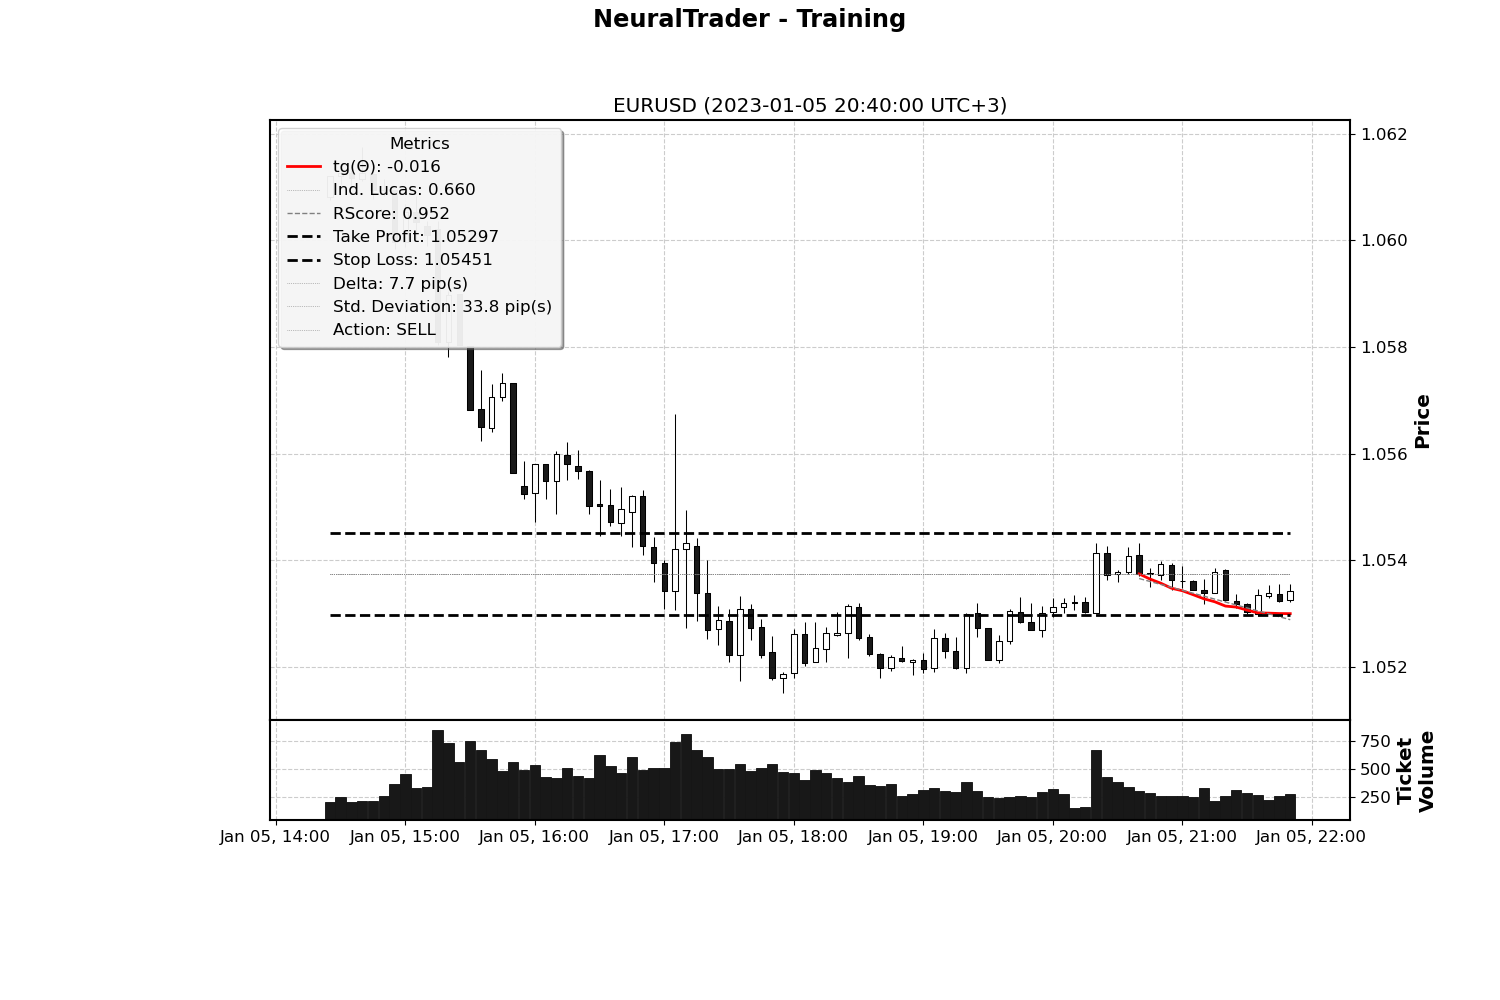 NeuralTrader - Training
EURUSD (2023-01-05 20:40:00 UTC+3)
Metrics
tg(Θ): -0.016
Ind. Lucas: 0.660
RScore: 0.952
Take Profit: 1.05297
Stop Loss: 1.05451
Delta: 7.7 pip(s)
Std. Deviation: 33.8 pip(s)
Action: SELL
1.062
1.060
1.058
1.056
1.054
1.052
Price
750
500
250
Ticket
Volume
Jan 05, 14:00
Jan 05, 15:00
Jan 05, 16:00
Jan 05, 17:00
Jan 05, 18:00
Jan 05, 19:00
Jan 05, 20:00
Jan 05, 21:00
Jan 05, 22:00